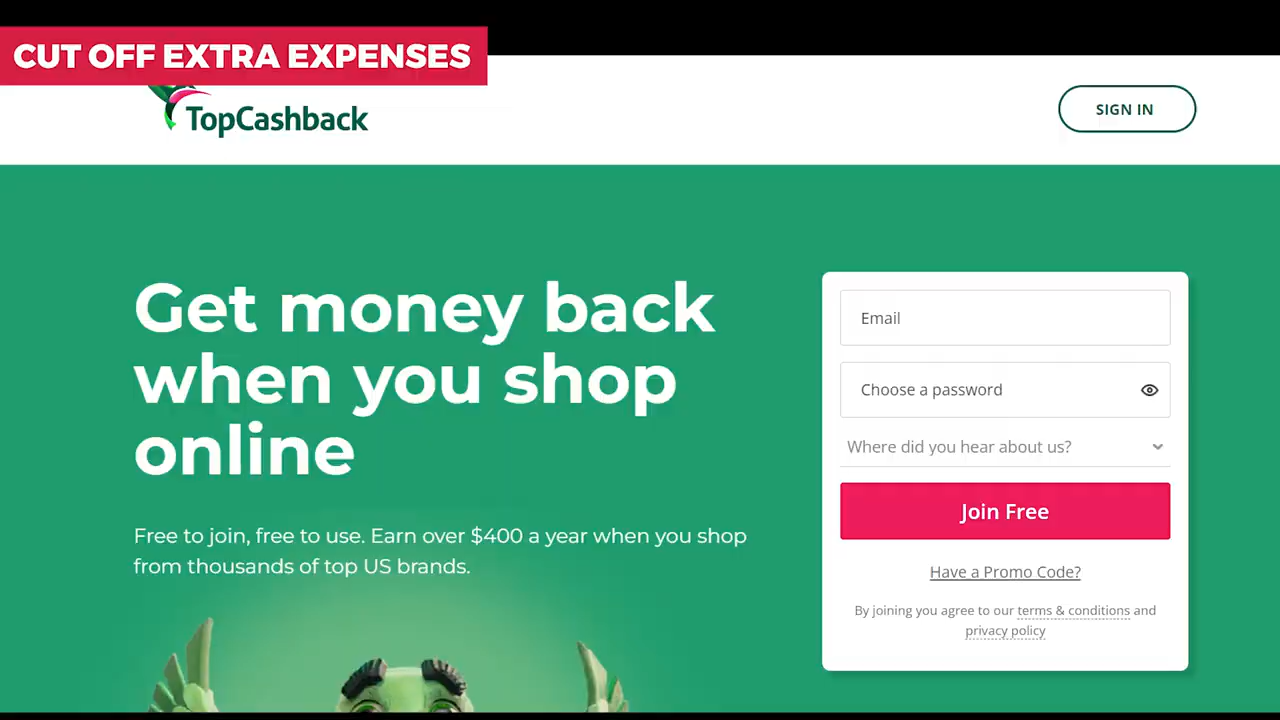 CUT OFF EXTRA EXPENSES
TopCashback
SIGN IN
Get money back
when you shop
online
Free to join, free to use. Earn over $400 a year when you shop
from thousands of top US brands.
Email
Choose a password
Where did you hear about us?
Join Free
Have a Promo Code?
By joining you agree to our terms & conditions and
privacy policy